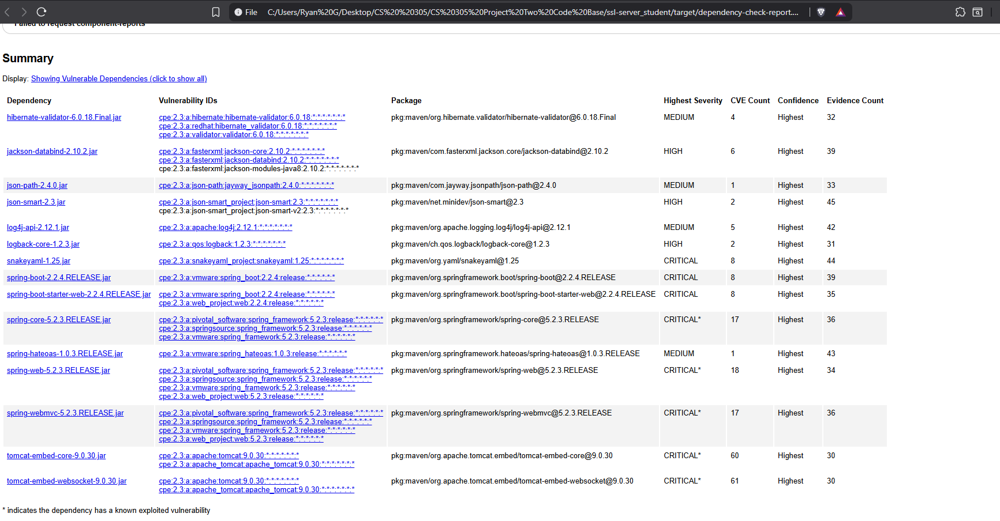 File C:/Users/Ryan%20G/Desktop/CS%20%20305/CS%20305%20Project%20Two%20Code%20Base/ssl-server_student/target/dependency-check-report....
Failed to request component-reports
Summary
Display: Showing Vulnerable Dependencies (click to show all)
Dependency Vulnerability IDs Package Highest Severity CVE Count Confidence Evidence Count
hibernate-validator-6.0.18.Final.jar cpe:2.3:a:hibernate:hibernate-validator:6.0.18:*:*:*:*:*:*:* pkg:maven/org.hibernate.validator/hibernate-validator@6.0.18.Final MEDIUM 4 Highest 32
cpe:2.3:a:redhat:hibernate_validator:6.0.18:*:*:*:*:*:*:*
cpe:2.3:a:validator:validator:6.0.18:*:*:*:*:*:*:*
jackson-databind-2.10.2.jar cpe:2.3:a:fasterxml:jackson-core:2.10.2:*:*:*:*:*:*:* pkg:maven/com.fasterxml.jackson.core/jackson-databind@2.10.2 HIGH 6 Highest 39
cpe:2.3:a:fasterxml:jackson-databind:2.10.2:*:*:*:*:*:*:*
cpe:2.3:a:fasterxml:jackson-modules-java8:2.10.2:*:*:*:*:*:*:*
json-path-2.4.0.jar cpe:2.3:a:json-path:jayway_jsonpath:2.4.0:*:*:*:*:*:*:* pkg:maven/com.jayway.jsonpath/json-path@2.4.0 MEDIUM 1 Highest 33
json-smart-2.3.jar cpe:2.3:a:json-smart_project:json-smart:2.3:*:*:*:*:*:*:* pkg:maven/net.minidev/json-smart@2.3 HIGH 2 Highest 45
cpe:2.3:a:json-smart_project:json-smart-v2:2.3:*:*:*:*:*:*:*
log4j-api-2.12.1.jar cpe:2.3:a:apache:log4j:2.12.1:*:*:*:*:*:*:* pkg:maven/org.apache.logging.log4j/log4j-api@2.12.1 MEDIUM 5 Highest 42
logback-core-1.2.3.jar cpe:2.3:a:qos:logback:1.2.3:*:*:*:*:*:*:* pkg:maven/ch.qos.logback/logback-core@1.2.3 HIGH 2 Highest 31
snakeyaml-1.25.jar cpe:2.3:a:snakeyaml_project:snakeyaml:1.25:*:*:*:*:*:*:* pkg:maven/org.yaml/snakeyaml@1.25 CRITICAL 8 Highest 44
spring-boot-2.2.4.RELEASE.jar cpe:2.3:a:vmware:spring_boot:2.2.4:release:*:*:*:*:*:* pkg:maven/org.springframework.boot/spring-boot@2.2.4.RELEASE CRITICAL 8 Highest 39
spring-boot-starter-web-2.2.4.RELEASE.jar cpe:2.3:a:vmware:spring_boot:2.2.4:release:*:*:*:*:*:* pkg:maven/org.springframework.boot/spring-boot-starter-web@2.2.4.RELEASE CRITICAL 8 Highest 35
cpe:2.3:a:web_project:web:2.2.4:release:*:*:*:*:*:*
spring-core-5.2.3.RELEASE.jar cpe:2.3:a:pivotal_software:spring_framework:5.2.3:release:*:*:*:*:*:* pkg:maven/org.springframework/spring-core@5.2.3.RELEASE CRITICAL* 17 Highest 36
cpe:2.3:a:springsource:spring_framework:5.2.3:release:*:*:*:*:*:*
cpe:2.3:a:vmware:spring_framework:5.2.3:release:*:*:*:*:*:*
spring-hateoas-1.0.3.RELEASE.jar cpe:2.3:a:vmware:spring_hateoas:1.0.3:release:*:*:*:*:*:* pkg:maven/org.springframework.hateoas/spring-hateoas@1.0.3.RELEASE MEDIUM 1 Highest 43
spring-web-5.2.3.RELEASE.jar cpe:2.3:a:pivotal_software:spring_framework:5.2.3:release:*:*:*:*:*:* pkg:maven/org.springframework/spring-web@5.2.3.RELEASE CRITICAL* 18 Highest 34
cpe:2.3:a:springsource:spring_framework:5.2.3:release:*:*:*:*:*:*
cpe:2.3:a:vmware:spring_framework:5.2.3:release:*:*:*:*:*:*
cpe:2.3:a:web_project:web:5.2.3:release:*:*:*:*:*:*
spring-webmvc-5.2.3.RELEASE.jar cpe:2.3:a:pivotal_software:spring_framework:5.2.3:release:*:*:*:*:*:* pkg:maven/org.springframework/spring-webmvc@5.2.3.RELEASE CRITICAL* 17 Highest 36
cpe:2.3:a:springsource:spring_framework:5.2.3:release:*:*:*:*:*:*
cpe:2.3:a:vmware:spring_framework:5.2.3:release:*:*:*:*:*:*
cpe:2.3:a:web_project:web:5.2.3:release:*:*:*:*:*:*
tomcat-embed-core-9.0.30.jar cpe:2.3:a:apache:tomcat:9.0.30:*:*:*:*:*:*:* pkg:maven/org.apache.tomcat.embed/tomcat-embed-core@9.0.30 CRITICAL* 60 Highest 30
cpe:2.3:a:apache_tomcat:apache_tomcat:9.0.30:*:*:*:*:*:*:*
tomcat-embed-websocket-9.0.30.jar cpe:2.3:a:apache:tomcat:9.0.30:*:*:*:*:*:*:* pkg:maven/org.apache.tomcat.embed/tomcat-embed-websocket@9.0.30 CRITICAL* 61 Highest 30
cpe:2.3:a:apache_tomcat:apache_tomcat:9.0.30:*:*:*:*:*:*:*
* indicates the dependency has a known exploited vulnerability